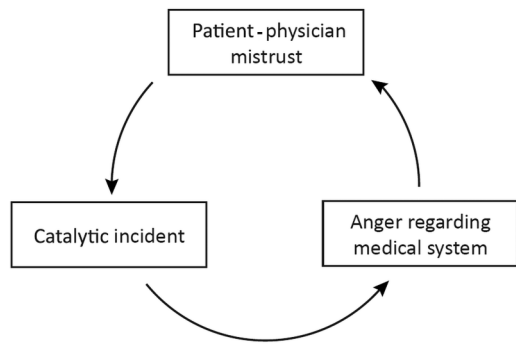 Patient-physician
mistrust
Catalytic incident
Anger regarding
medical system